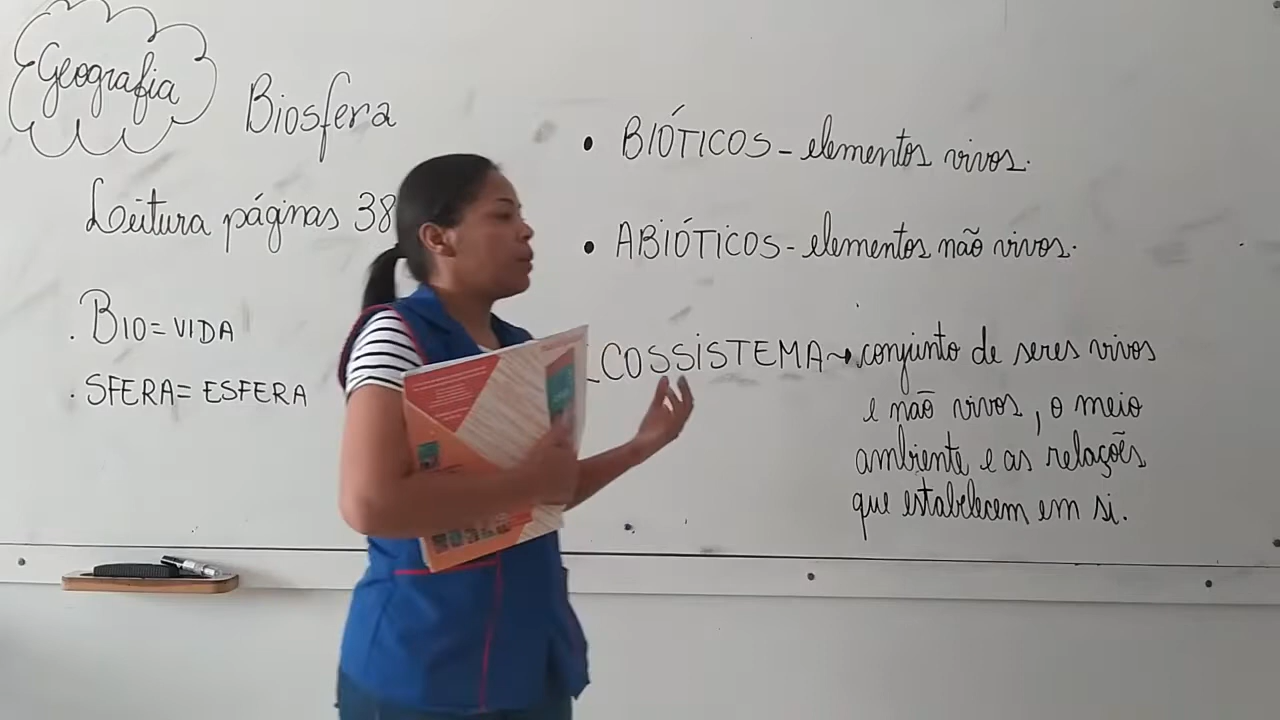 Geografia
Biosfera
Leitura páginas 38
. BIO = VIDA
. SFERA = ESFERA
• BIÓTICOS - elementos vivos.
• ABIÓTICOS - elementos não vivos.
COSSISTEMA → conjunto de seres vivos
e não vivos, o meio
ambiente e as relações
que estabelecem em si.